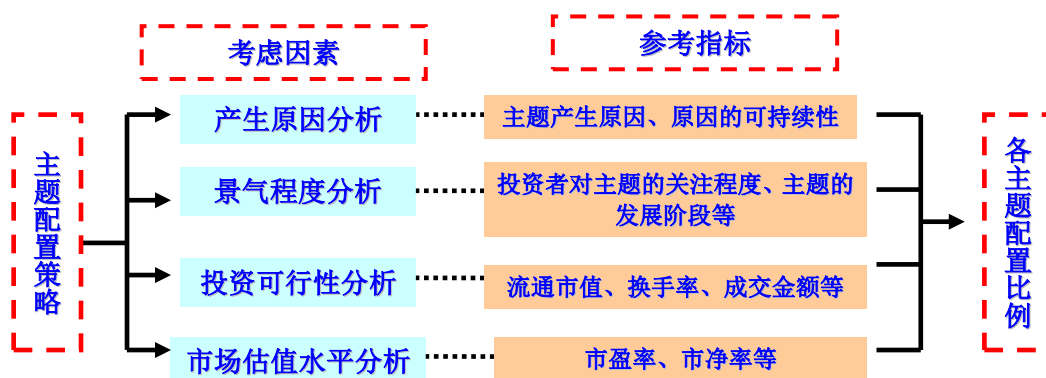 考虑因素
参考指标
主题配置策略
产生原因分析
主题产生原因、原因的可持续性
景气程度分析
投资者对主题的关注程度、主题的
发展阶段等
投资可行性分析
流通市值、换手率、成交金额等
市场估值水平分析
市盈率、市净率等
各主题配置比例